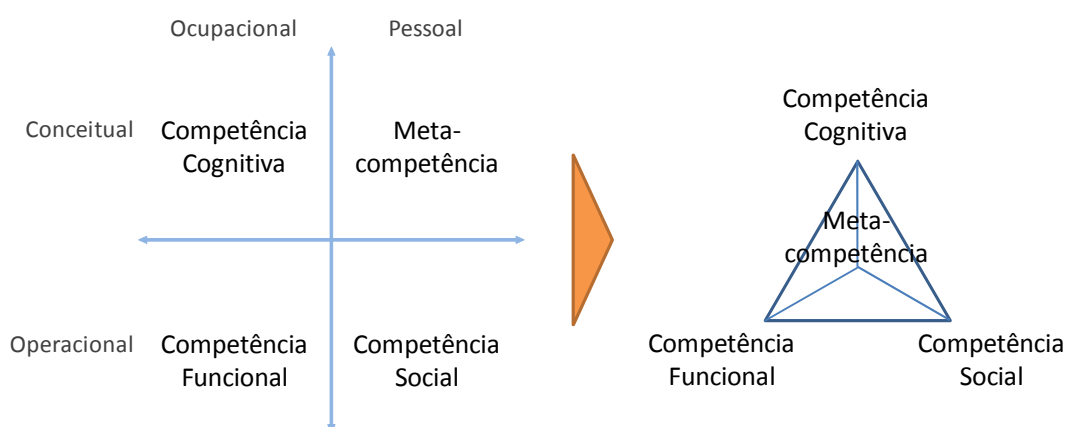 Ocupacional Pessoal
Conceitual
Competência
Cognitiva
Meta-
competência
Operacional
Competência
Funcional
Competência
Social
Competência
Cognitiva
Meta-
competência
Competência
Funcional
Competência
Social